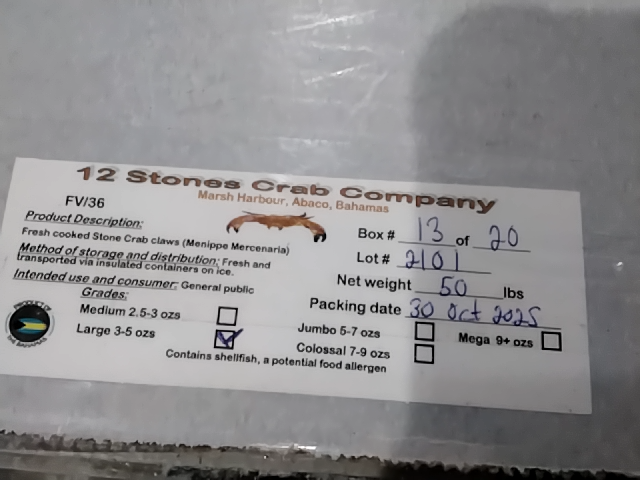 12 Stones Crab Company
Marsh Harbour, Abaco, Bahamas
FV/36
Product Description:
Fresh cooked Stone Crab claws (Menippe Mercenaria)
Method of storage and distribution: Fresh and
transported via insulated containers on ice.
Intended use and consumer: General public
Grades:
Medium 2.5-3 ozs
Large 3-5 ozs
Box # 13 of 20
Lot # 2101
Net weight 50 lbs
Packing date 30 Oct 2025
Jumbo 5-7 ozs
Colossal 7-9 ozs
Mega 9+ ozs
Contains shellfish, a potential food allergen
PRODUCT OF
THE BAHAMAS